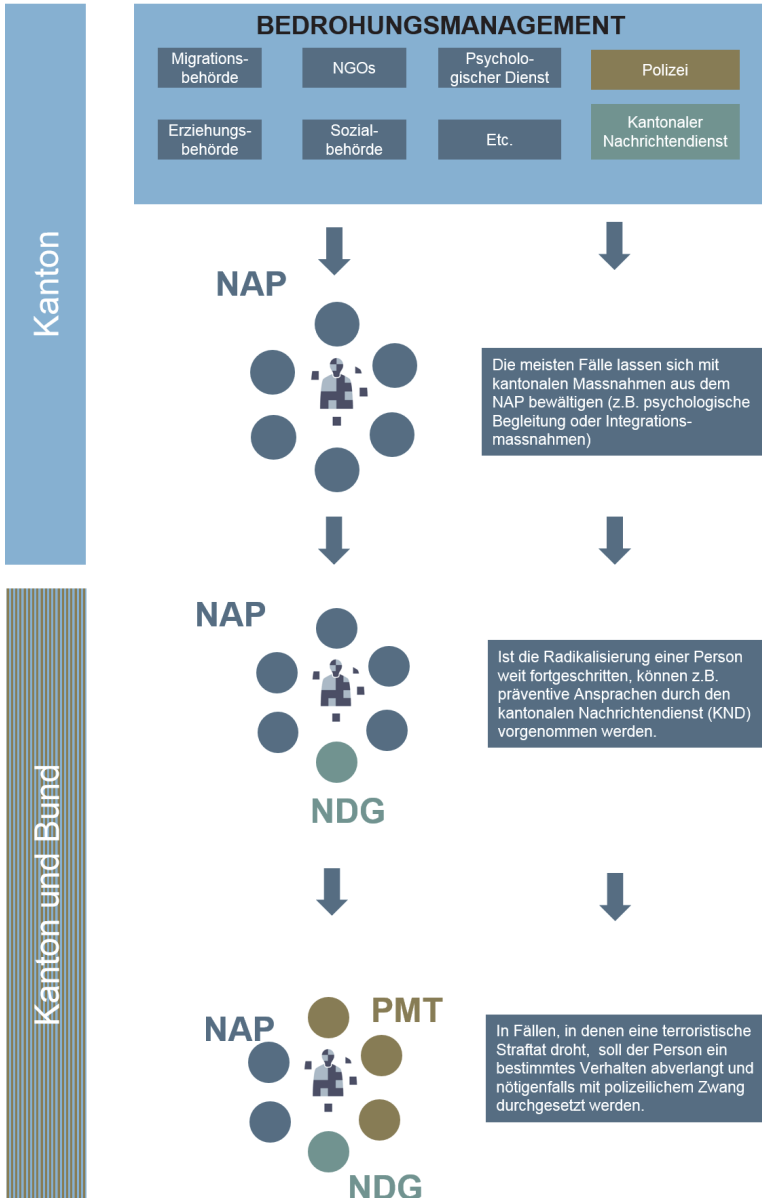 BEDROHUNGSMANAGEMENT
Migrations-
behörde
NGOs
Psycholo-
gischer Dienst
Polizei
Erziehungs-
behörde
Sozial-
behörde
Etc.
Kantonaler
Nachrichtendienst
Kanton
NAP
Die meisten Fälle lassen sich mit
kantonalen Massnahmen aus dem
NAP bewältigen (z.B. psychologische
Begleitung oder Integrations-
massnahmen)
Kanton und Bund
NAP
NDG
Ist die Radikalisierung einer Person
weit fortgeschritten, können z.B.
präventive Ansprachen durch den
kantonalen Nachrichtendienst (KND)
vorgenommen werden.
PMT
NAP
NDG
In Fällen, in denen eine terroristische
Straftat droht, soll der Person ein
bestimmtes Verhalten abverlangt und
nötigenfalls mit polizeilichem Zwang
durchgesetzt werden.